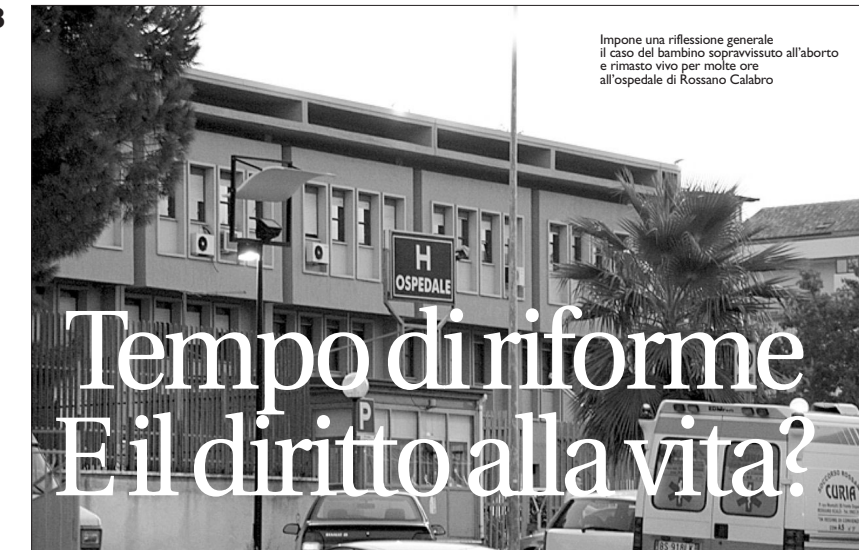 3
Impone una riflessione generale
il caso del bambino sopravvissuto all'aborto
e rimasto vivo per molte ore
all'ospedale di Rossano Calabro
H
OSPEDALE
Tempo di riforme
E il diritto alla vita?
P
CURIA